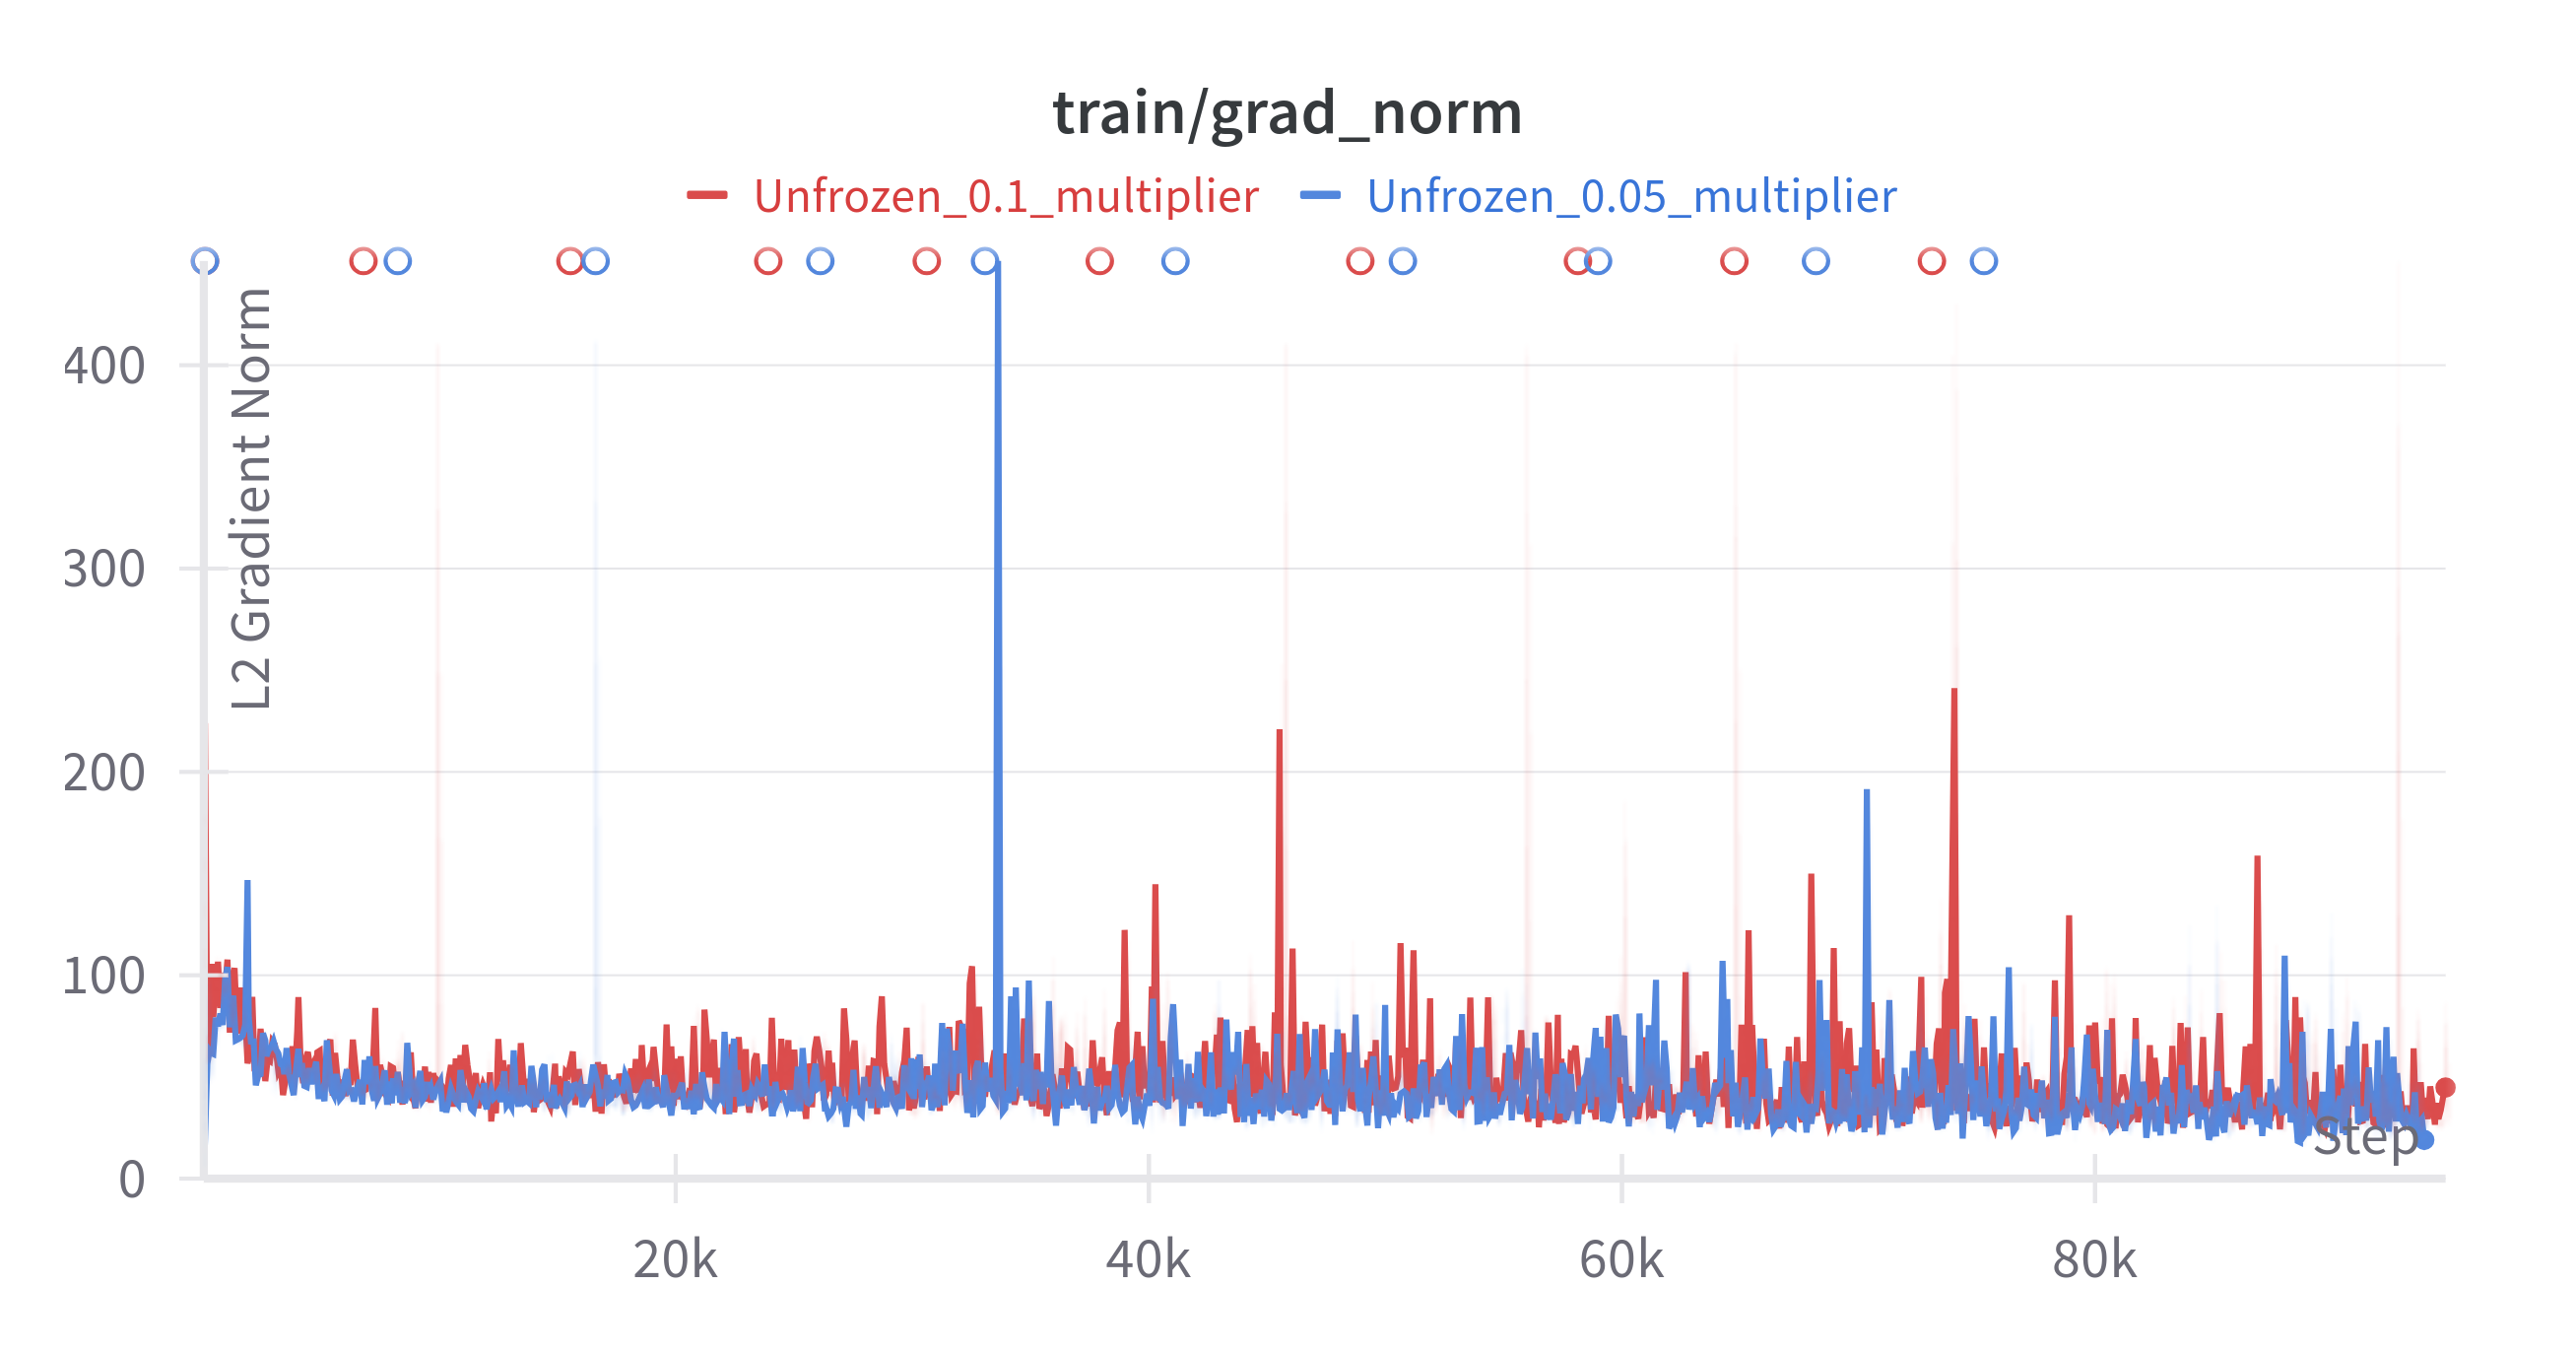 train/grad_norm
Unfrozen_0.1_multiplier Unfrozen_0.05_multiplier
L2 Gradient Norm
400
300
200
100
0
Step
20k 40k 60k 80k